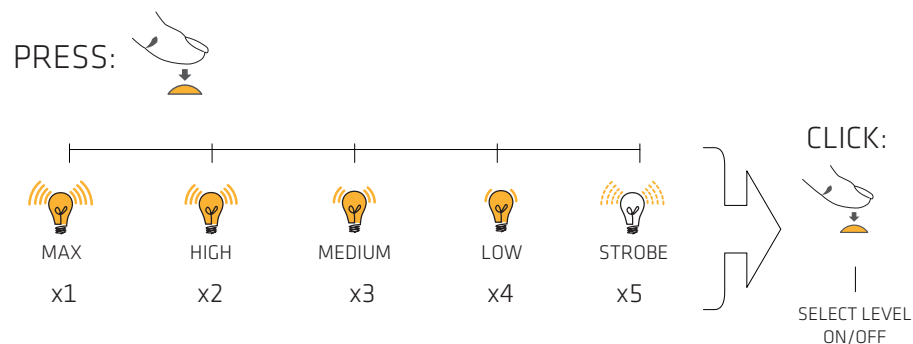 PRESS:
CLICK:
MAX HIGH MEDIUM LOW STROBE
x1 x2 x3 x4 x5
SELECT LEVEL
ON/OFF